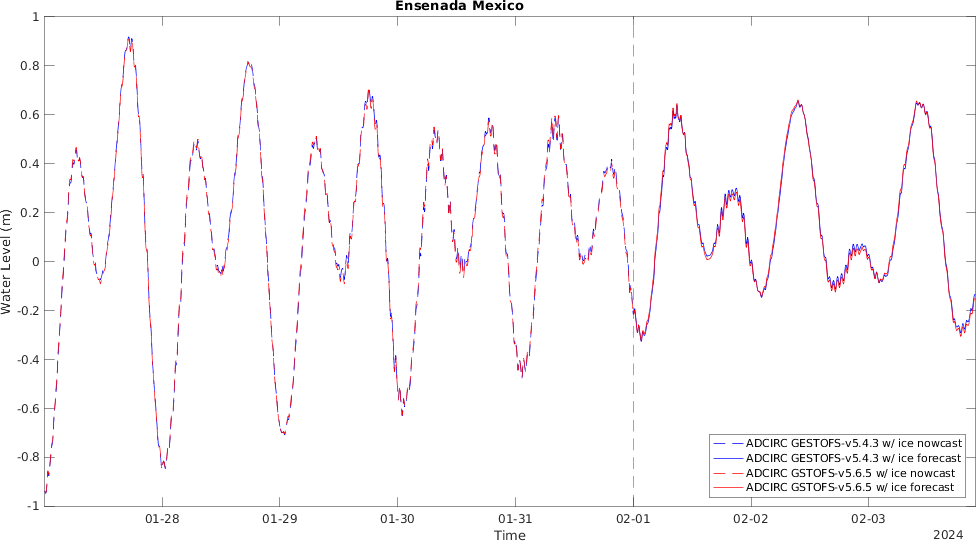 Ensenada Mexico
1
0.8
0.6
0.4
0.2
0
-0.2
-0.4
-0.6
-0.8
-1
Water Level (m)
ADCIRC GESTOFS-v5.4.3 w/ ice nowcast
ADCIRC GESTOFS-v5.4.3 w/ ice forecast
ADCIRC GSTOFS-v5.6.5 w/ ice nowcast
ADCIRC GSTOFS-v5.6.5 w/ ice forecast
01-28 01-29 01-30 01-31 02-01 02-02 02-03
Time
2024